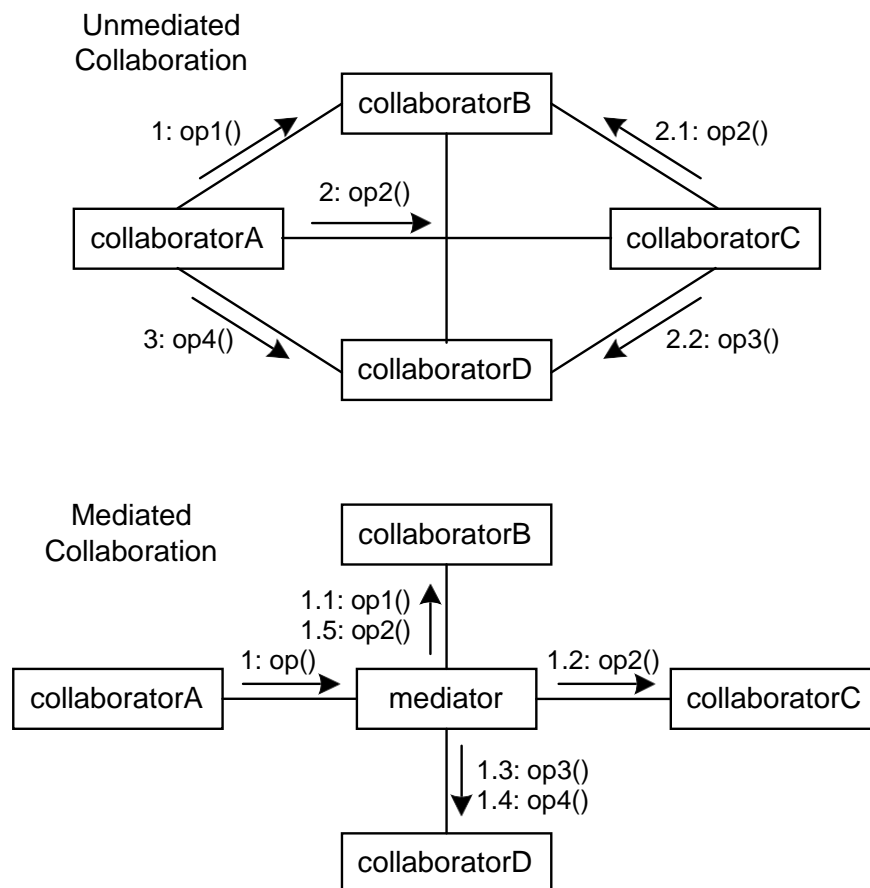 Unmediated
Collaboration
collaboratorB
1: op1()
2.1: op2()
2: op2()
collaboratorA
collaboratorC
3: op4()
2.2: op3()
collaboratorD
Mediated
Collaboration
collaboratorB
1.1: op1()
1.5: op2()
1: op()
1.2: op2()
collaboratorA
mediator
collaboratorC
1.3: op3()
1.4: op4()
collaboratorD